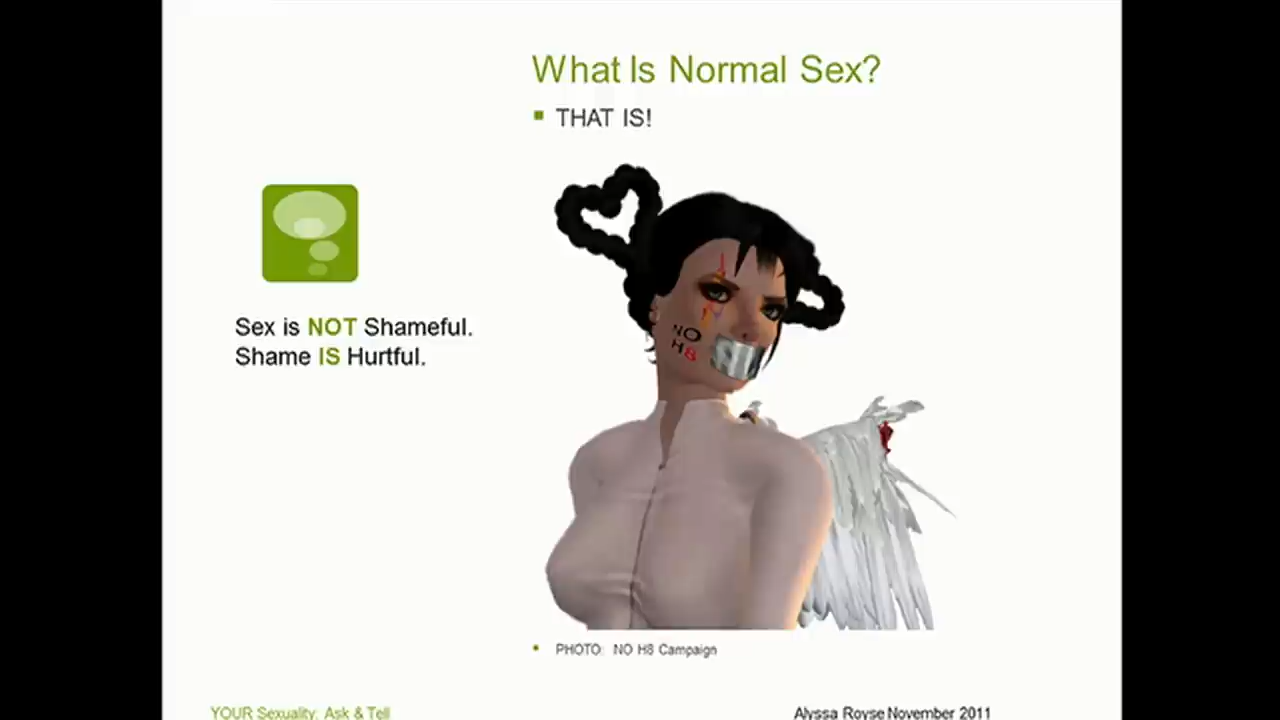 What Is Normal Sex?
THAT IS!
Sex is NOT Shameful.
Shame IS Hurtful.
NO
H8
PHOTO: NO H8 Campaign
YOUR Sexuality: Ask & Tell
Alyssa Royse November 2011